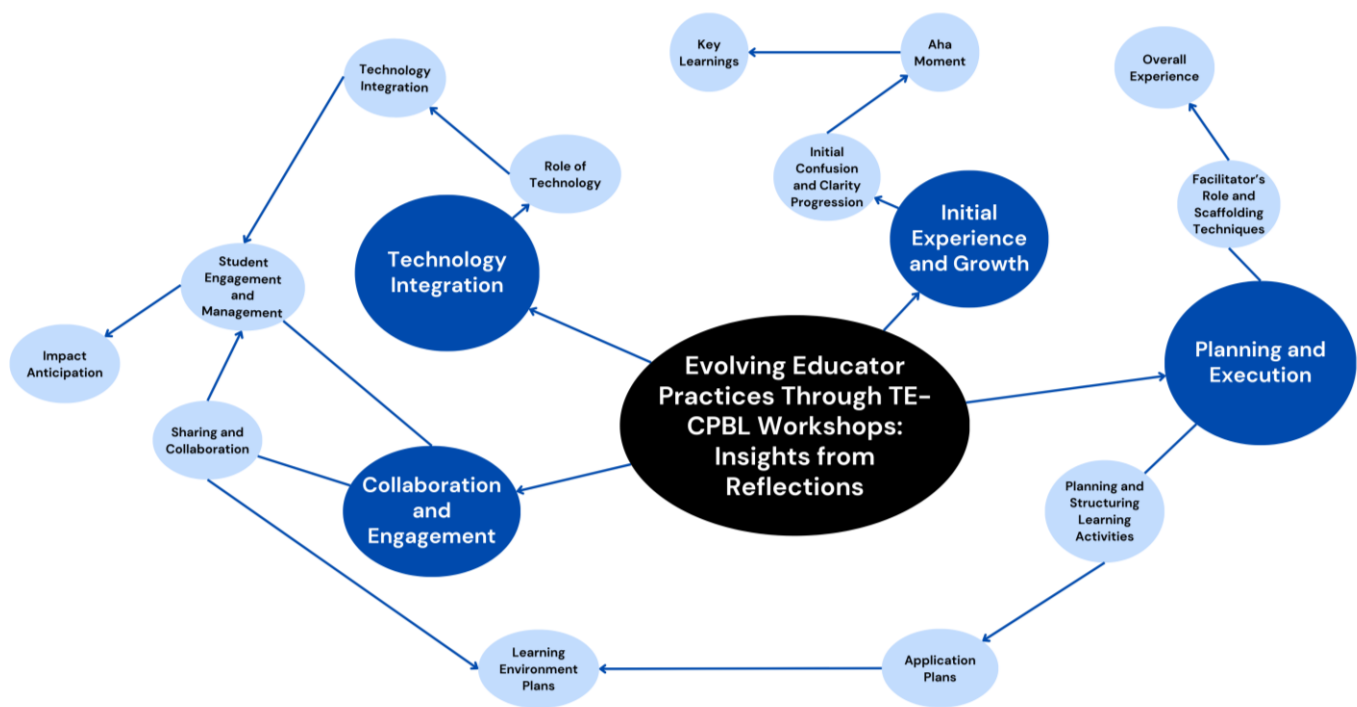 Key
Learnings
Aha
Moment
Overall
Experience
Technology
Integration
Initial
Confusion
and Clarity
Progression
Role of
Technology
Facilitator's
Role and
Scaffolding
Techniques
Initial
Experience
and Growth
Technology
Integration
Student
Engagement
and
Management
Impact
Anticipation
Planning and
Execution
Evolving Educator
Practices Through TE-
CPBL Workshops:
Insights from
Reflections
Sharing and
Collaboration
Collaboration
and
Engagement
Planning and
Structuring
Learning
Activities
Learning
Environment
Plans
Application
Plans